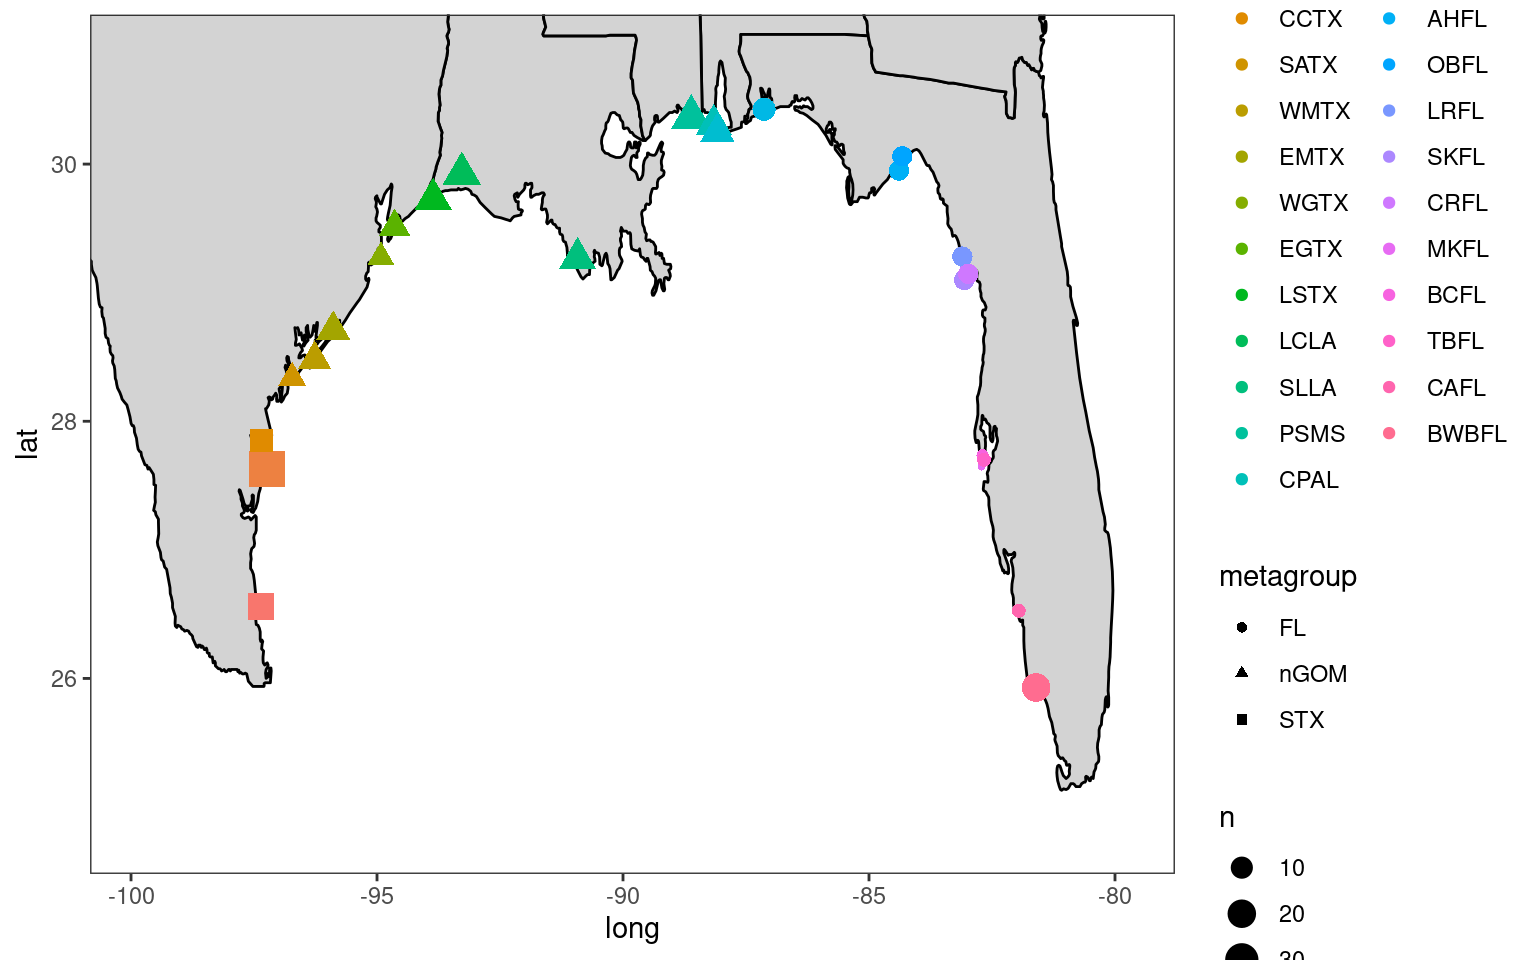 30
28
26
lat
-100
-95
-90
-85
-80
long
CCTX
SATX
WMTX
EMTX
WGTX
EGTX
LSTX
LCLA
SLLA
PSMS
CPAL
AHFL
OBFL
LRFL
SKFL
CRFL
MKFL
BCFL
TBFL
CAFL
BWBFL
metagroup
FL
nGOM
STX
n
10
20
30